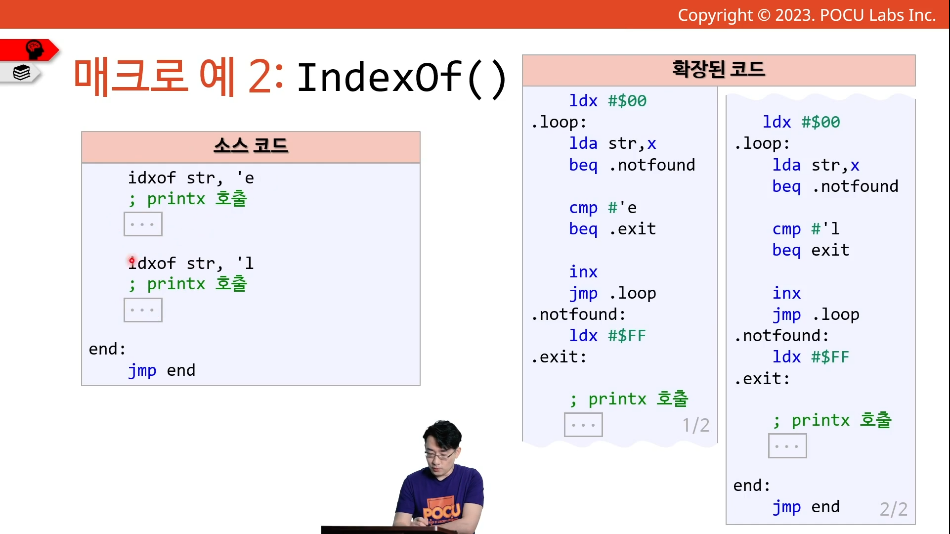 Copyright © 2023. POCU Labs Inc.
매크로 예 2: IndexOf()
소스 코드
idxof str, 'e
; printx 호출
...
idxof str, 'l
; printx 호출
...
end:
jmp end
확장된 코드
ldx #$00
.loop:
lda str,x
beq .notfound
cmp #'e
beq .exit
inx
jmp .loop
.notfound:
ldx #$FF
.exit:
; printx 호출
...
1/2
ldx #$00
.loop:
lda str,x
beq .notfound
cmp #'l
beq exit
inx
jmp .loop
.notfound:
ldx #$FF
.exit:
; printx 호출
...
end:
jmp end
2/2
POCU